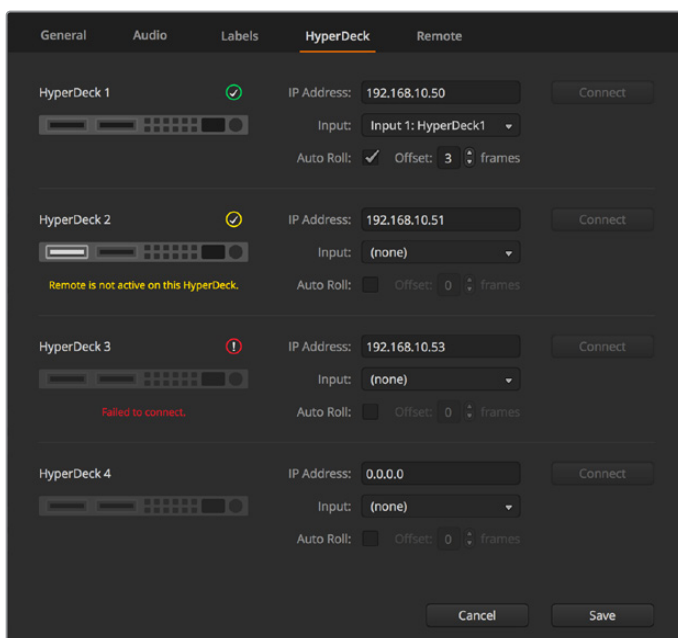 General Audio Labels HyperDeck Remote
HyperDeck 1 IP Address: 192.168.10.50 Connect
Input: Input 1: HyperDeck1
Auto Roll: Offset: 3 frames
HyperDeck 2 IP Address: 192.168.10.51 Connect
Input: (none)
Remote is not active on this HyperDeck. Auto Roll: Offset: 0 frames
HyperDeck 3 IP Address: 192.168.10.53 Connect
Input: (none)
Failed to connect. Auto Roll: Offset: 0 frames
HyperDeck 4 IP Address: 0.0.0.0 Connect
Input: (none)
Auto Roll: Offset: 0 frames
Cancel Save